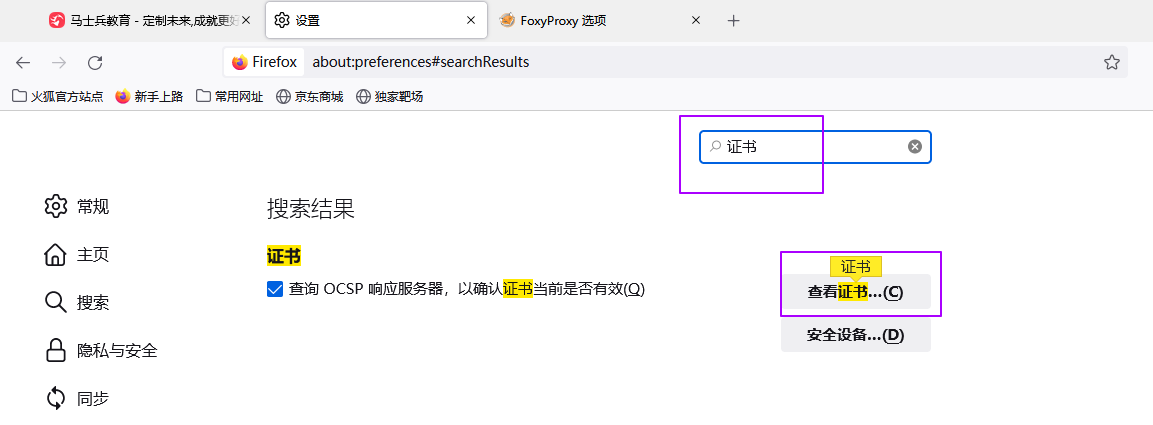 马士兵教育 - 定制未来,成就更好
设置
FoxyProxy 选项
Firefox about:preferences#searchResults
火狐官方站点 新手上路 常用网址 京东商城 独家靶场
证书
常规
主页
搜索
隐私与安全
同步
搜索结果
证书
查询 OCSP 响应服务器，以确认证书当前是否有效(Q)
证书
查看证书...(C)
安全设备...(D)